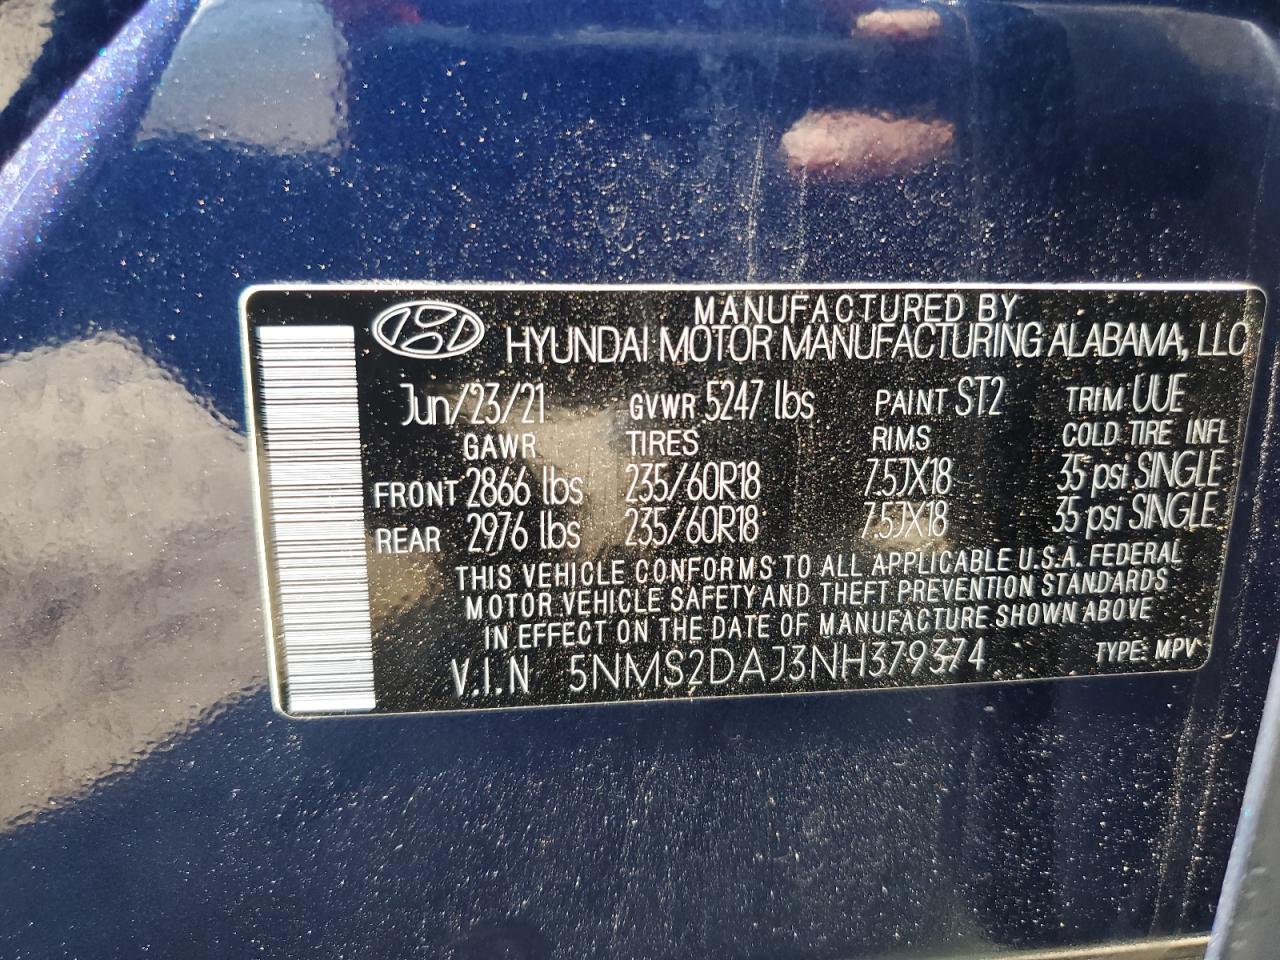 MANUFACTURED BY
HYUNDAI MOTOR MANUFACTURING ALABAMA, LLC
Jun/23/21 GVWR 5247 lbs PAINT ST2 TRIM UUE
GAWR TIRES RIMS COLD TIRE INFL
FRONT 2866 lbs 235/60R18 7.5JX18 35 psi SINGLE
REAR 2976 lbs 235/60R18 7.5JX18 35 psi SINGLE
THIS VEHICLE CONFORMS TO ALL APPLICABLE U.S.A. FEDERAL
MOTOR VEHICLE SAFETY AND THEFT PREVENTION STANDARDS
IN EFFECT ON THE DATE OF MANUFACTURE SHOWN ABOVE
V.I.N 5NMS2DAJ3NH379374 TYPE: MPV